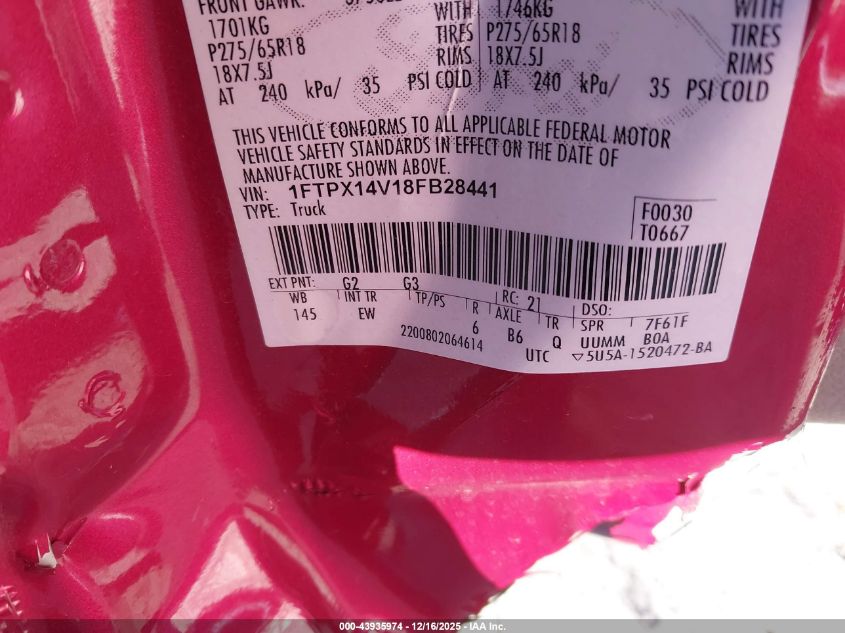 FRONT GAWR:
1701KG WITH 1746KG WITH
P275/65R18 TIRES P275/65R18 TIRES
18X7.5J RIMS 18X7.5J RIMS
AT 240 kPa/ 35 PSI COLD AT 240 kPa/ 35 PSI COLD
THIS VEHICLE CONFORMS TO ALL APPLICABLE FEDERAL MOTOR
VEHICLE SAFETY STANDARDS IN EFFECT ON THE DATE OF
MANUFACTURE SHOWN ABOVE.
VIN: 1FTPX14V18FB28441
TYPE: Truck
F0030
T0667
EXT PNT: G2 G3 RC: 21 DSO:
WB INT TR TP/PS R AXLE TR SPR 7F61F
145 EW 6 B6 Q UUMM B0A
2200802064614 UTC ▽5U5A-1520472-BA
000-43935974 | 12/16/2025 - IAA Inc.